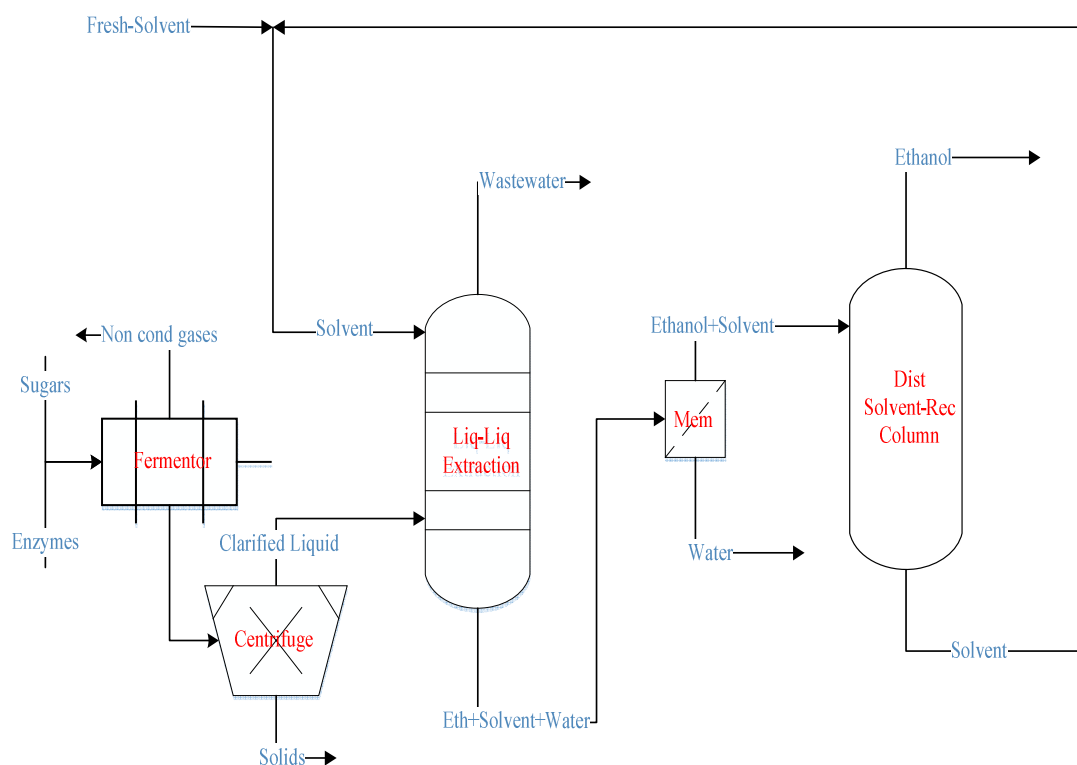 Fresh-Solvent
Ethanol
Wastewater
Solvent
Ethanol+Solvent
Non cond gases
Sugars
Dist
Solvent-Rec
Column
Mem
Liq-Liq
Extraction
Fermentor
Enzymes
Clarified Liquid
Water
Centrifuge
Solvent
Eth+Solvent+Water
Solids